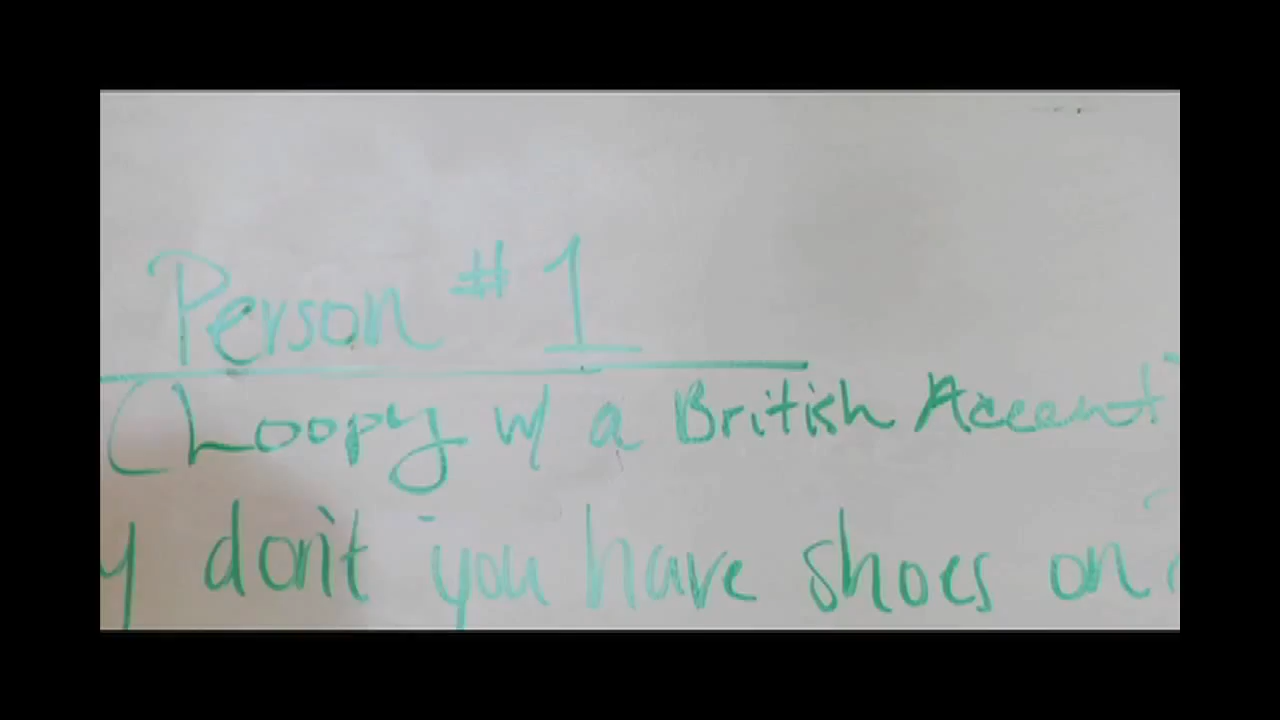 Person #1
(Loopy w/ a British Accent
y don't you have shoes on